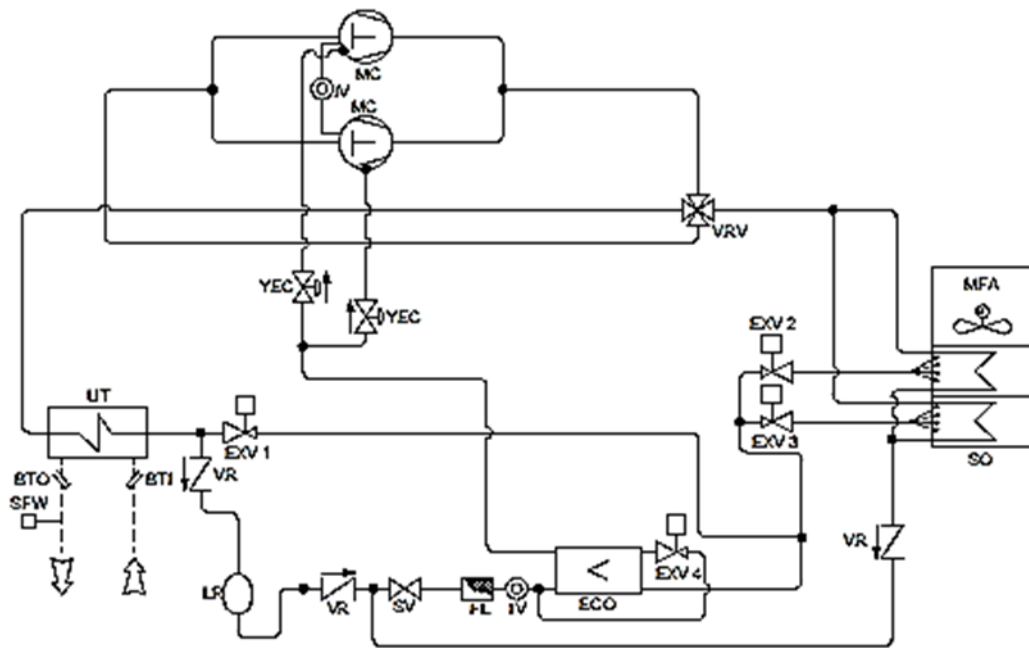 MC
IV
MC
VRV
YEC
YEC
MFA
EXV 2
EXV 3
SO
UT
EXV 1
BTO
BTI
VR
SFW
VR
LR
VR
SV
FL
IV
ECO
EXV 4